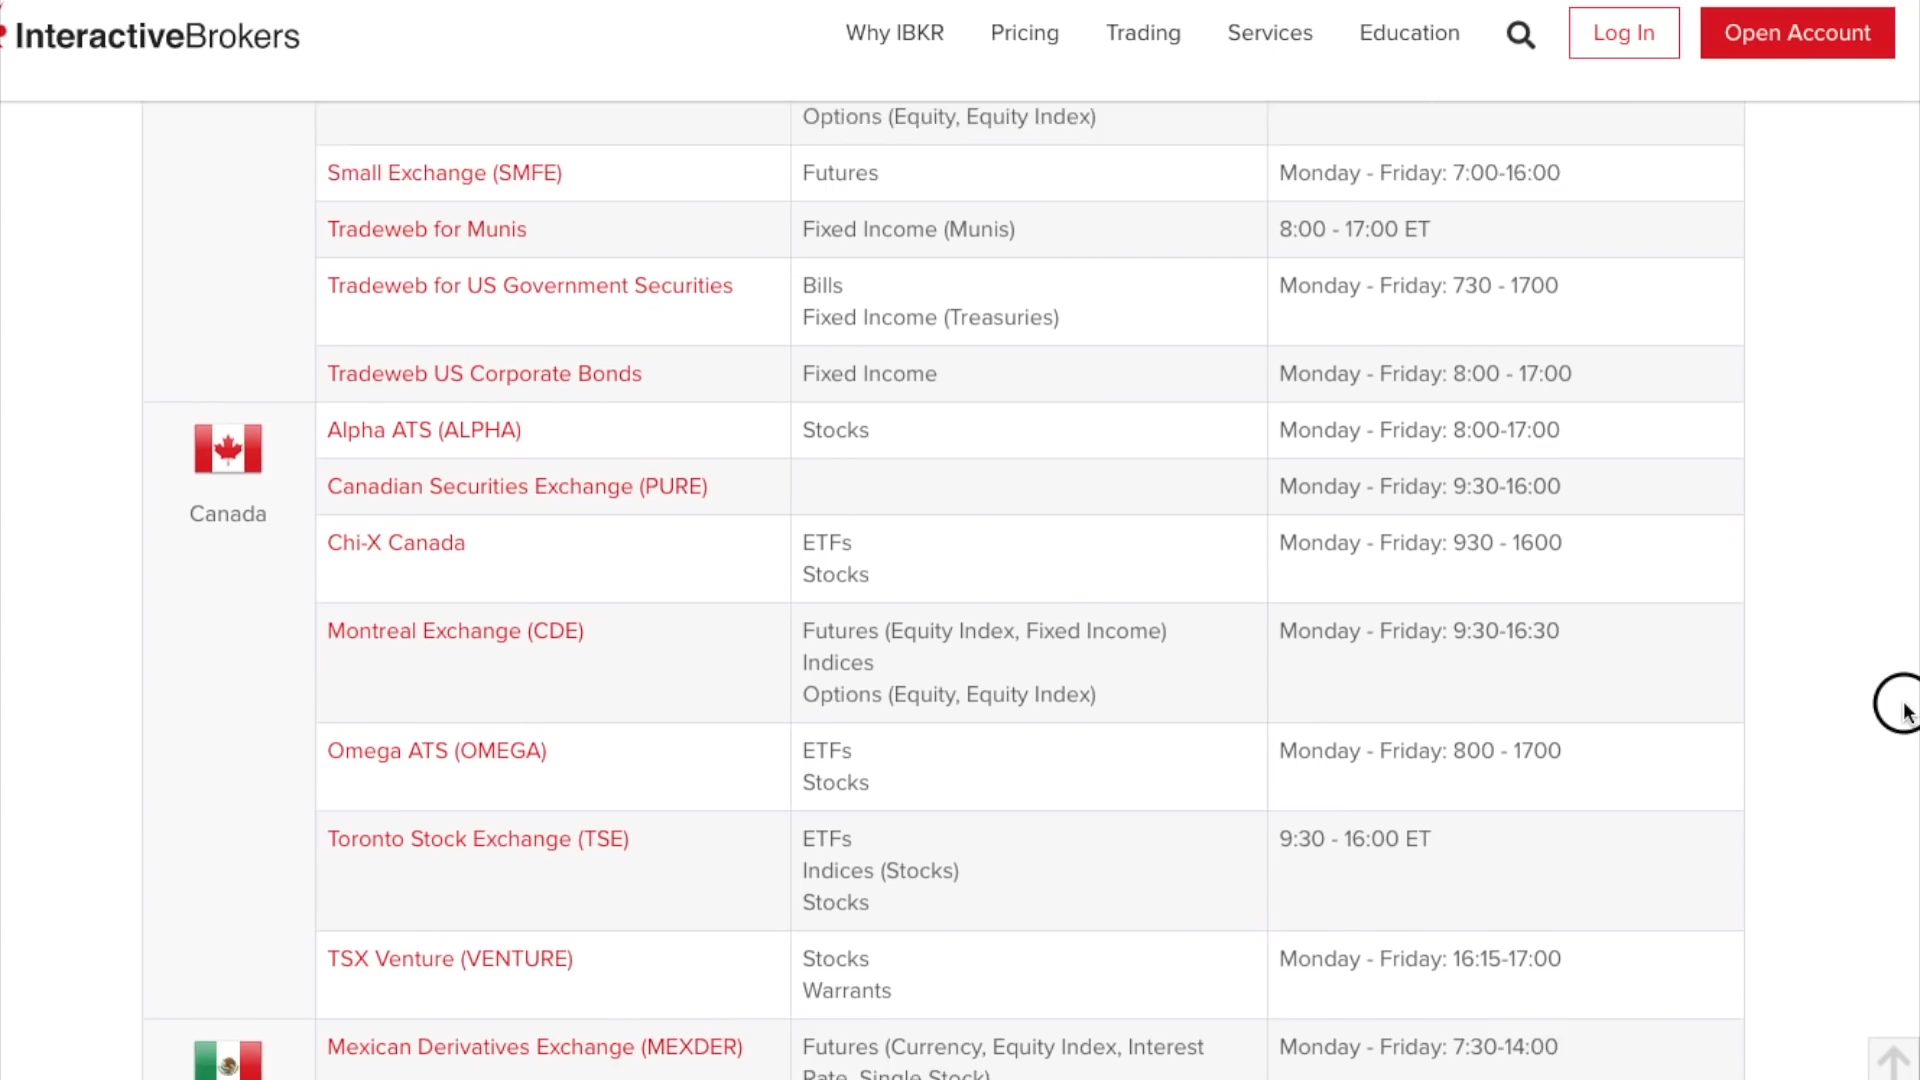 InteractiveBrokers
Why IBKR
Pricing
Trading
Services
Education
Log In
Open Account
Options (Equity, Equity Index)
Small Exchange (SMFE)
Futures
Monday - Friday: 7:00-16:00
Tradeweb for Munis
Fixed Income (Munis)
8:00 - 17:00 ET
Tradeweb for US Government Securities
Bills
Fixed Income (Treasuries)
Monday - Friday: 730 - 1700
Tradeweb US Corporate Bonds
Fixed Income
Monday - Friday: 8:00 - 17:00
Canada
Alpha ATS (ALPHA)
Stocks
Monday - Friday: 8:00-17:00
Canadian Securities Exchange (PURE)
Monday - Friday: 9:30-16:00
Chi-X Canada
ETFs
Stocks
Monday - Friday: 930 - 1600
Montreal Exchange (CDE)
Futures (Equity Index, Fixed Income)
Indices
Options (Equity, Equity Index)
Monday - Friday: 9:30-16:30
Omega ATS (OMEGA)
ETFs
Stocks
Monday - Friday: 800 - 1700
Toronto Stock Exchange (TSE)
ETFs
Indices (Stocks)
Stocks
9:30 - 16:00 ET
TSX Venture (VENTURE)
Stocks
Warrants
Monday - Friday: 16:15-17:00
Mexican Derivatives Exchange (MEXDER)
Futures (Currency, Equity Index, Interest
Rate, Single Stock)
Monday - Friday: 7:30-14:00